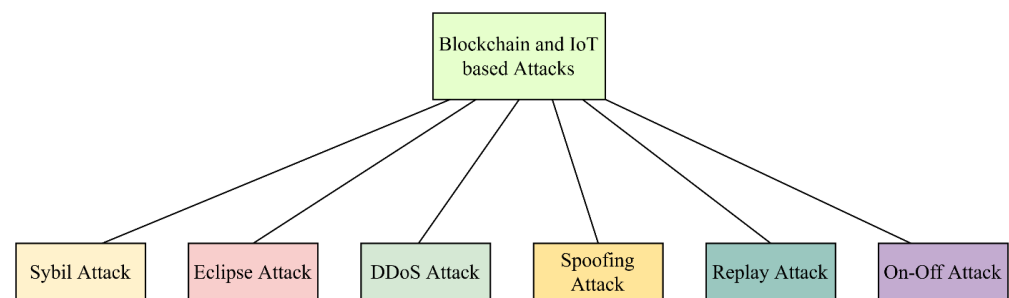 Blockchain and IoT
based Attacks
Sybil Attack
Eclipse Attack
DDoS Attack
Spoofing
Attack
Replay Attack
On-Off Attack